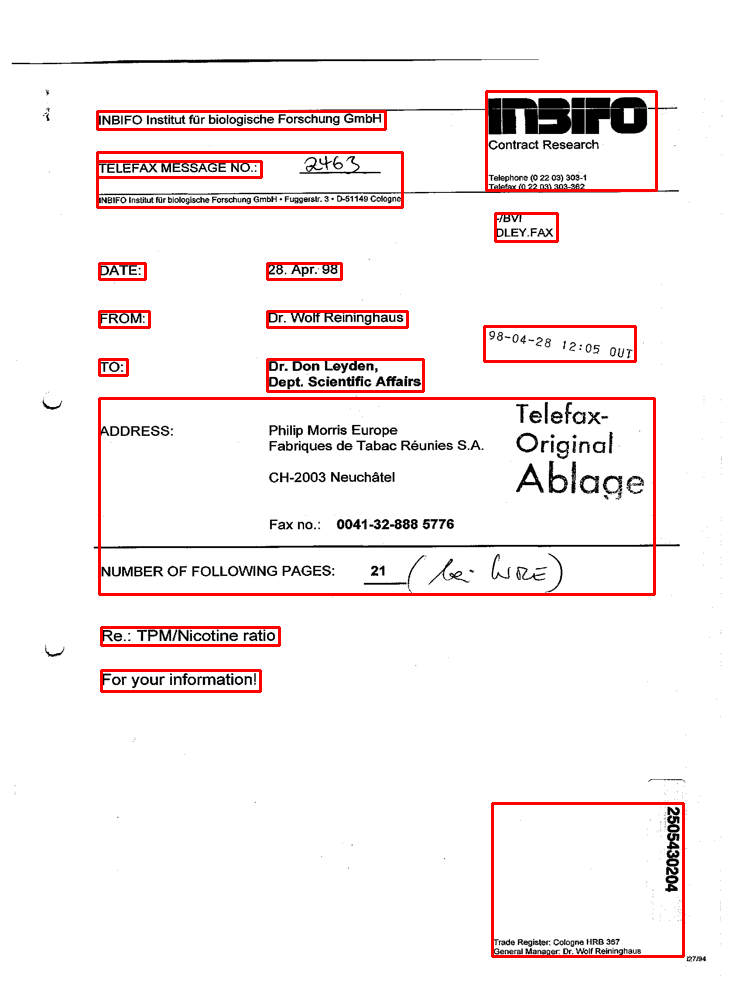 INBIFO Institut für biologische Forschung GmbH
INBIFO
Contract Research
TELEFAX MESSAGE NO.: 2463
Telephone (0 22 03) 303-1
Telefax (0 22 03) 303-362
INBIFO Institut für biologische Forschung GmbH • Fuggerstr. 3 • D-51149 Cologne
-/BVI
DLEY.FAX
DATE: 28. Apr. 98
FROM: Dr. Wolf Reininghaus
98-04-28 12:05 OUT
TO: Dr. Don Leyden,
Dept. Scientific Affairs
Telefax-
Original
Ablage
ADDRESS: Philip Morris Europe
Fabriques de Tabac Réunies S.A.
CH-2003 Neuchâtel
Fax no.: 0041-32-888 5776
NUMBER OF FOLLOWING PAGES: 21 (bei WRE)
Re.: TPM/Nicotine ratio
For your information!
2505430204
Trade Register: Cologne HRB 367
General Manager: Dr. Wolf Reininghaus
I27/94